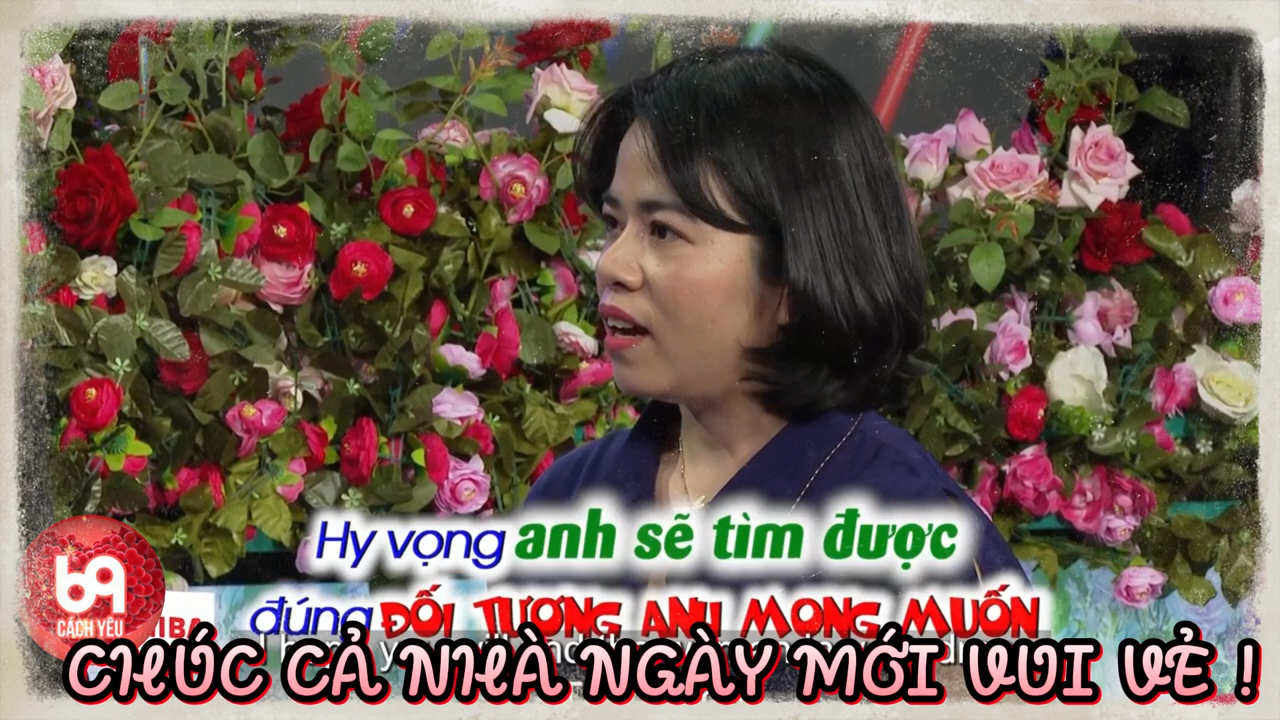 Hy vọng anh sẽ tìm được
đúng ĐỐI TƯỢNG ANH MONG MUỐN
69
CÁCH YÊU
CHÚC CẢ NHÀ NGÀY MỚI VUI VẺ !